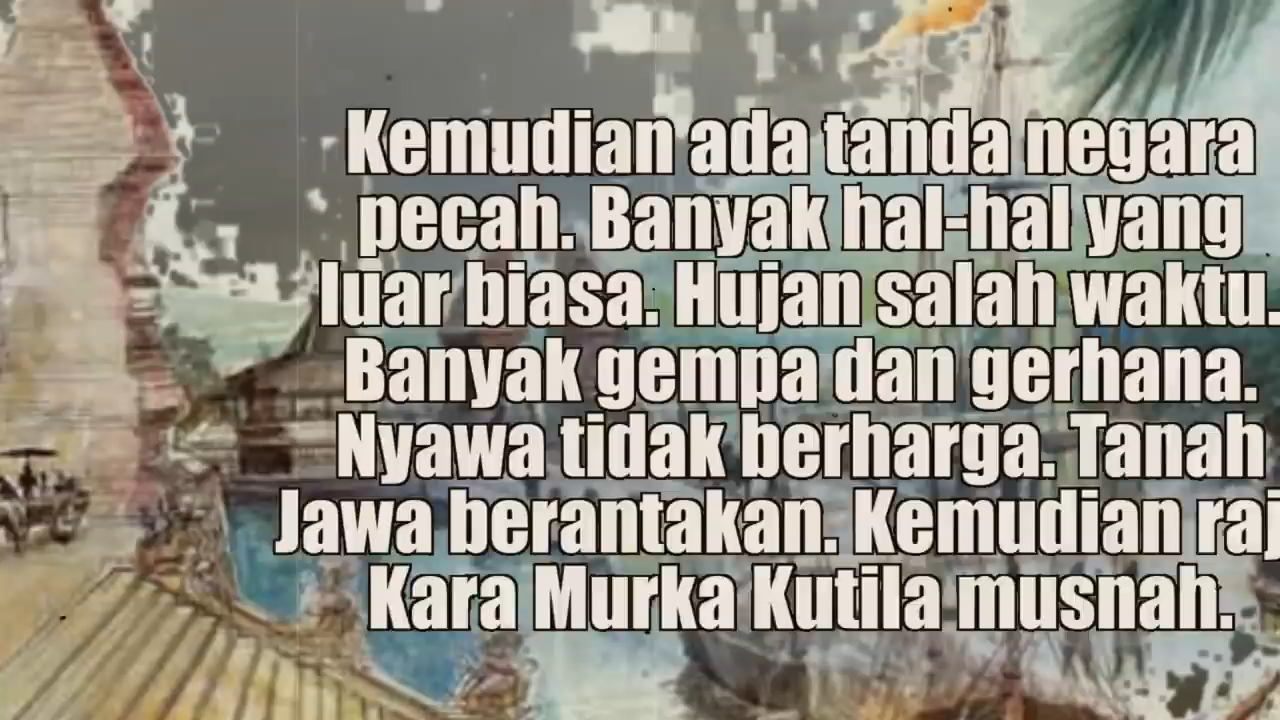 Kemudian ada tanda negara
pecah. Banyak hal-hal yang
luar biasa. Hujan salah waktu.
Banyak gempa dan gerhana.
Nyawa tidak berharga. Tanah
Jawa berantakan. Kemudian
Kara Murka Kutila musnah.